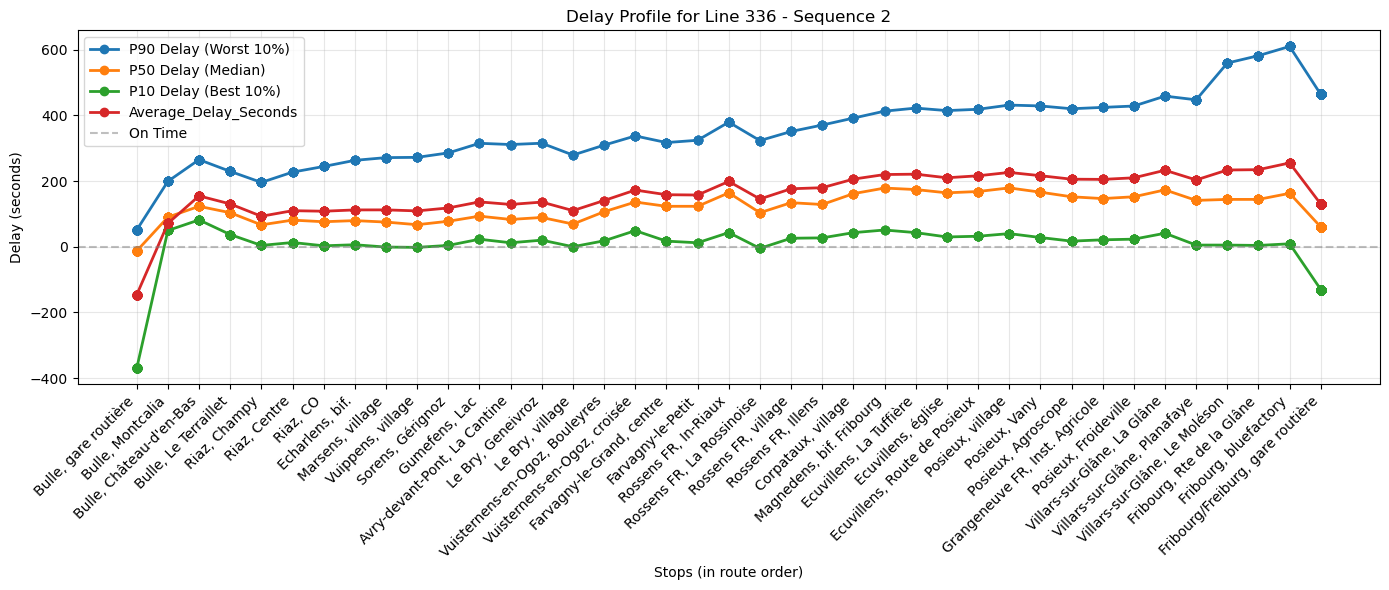 Delay Profile for Line 336 - Sequence 2
P90 Delay (Worst 10%)
P50 Delay (Median)
P10 Delay (Best 10%)
Average_Delay_Seconds
On Time
Delay (seconds)
600
400
200
0
−200
−400
Bulle, gare routière
Bulle, Montcalia
Bulle, Château-d'en-Bas
Bulle, Le Terraillet
Riaz, Champy
Riaz, Centre
Riaz, CO
Echarlens, bif.
Marsens, village
Vuippens, village
Sorens, Gérignoz
Gumefens, Lac
Avry-devant-Pont, La Cantine
Le Bry, Geneivroz
Le Bry, village
Vuisternens-en-Ogoz, Bouleyres
Vuisternens-en-Ogoz, croisée
Farvagny-le-Grand, centre
Farvagny-le-Petit
Rossens FR, In-Riaux
Rossens FR, La Rossinoise
Rossens FR, village
Rossens FR, Illens
Corpataux, village
Magnedens, bif. Fribourg
Ecuvillens, La Tuffière
Ecuvillens, église
Ecuvillens, Route de Posieux
Posieux, village
Posieux, Vany
Posieux, Agroscope
Grangeneuve FR, Inst. Agricole
Posieux, Froideville
Villars-sur-Glâne, La Glâne
Villars-sur-Glâne, Planafaye
Villars-sur-Glâne, Le Moléson
Fribourg, Rte de la Glâne
Fribourg, bluefactory
Fribourg/Freiburg, gare routière
Stops (in route order)